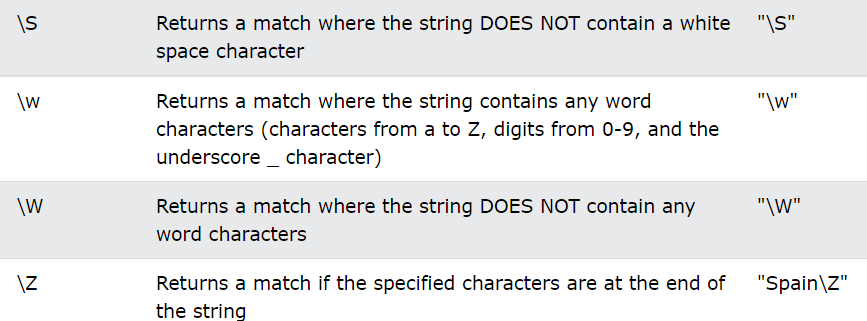 \S Returns a match where the string DOES NOT contain a white "\S"
space character
\w Returns a match where the string contains any word "\w"
characters (characters from a to Z, digits from 0-9, and the
underscore _ character)
\W Returns a match where the string DOES NOT contain any "\W"
word characters
\Z Returns a match if the specified characters are at the end of "Spain\Z"
the string